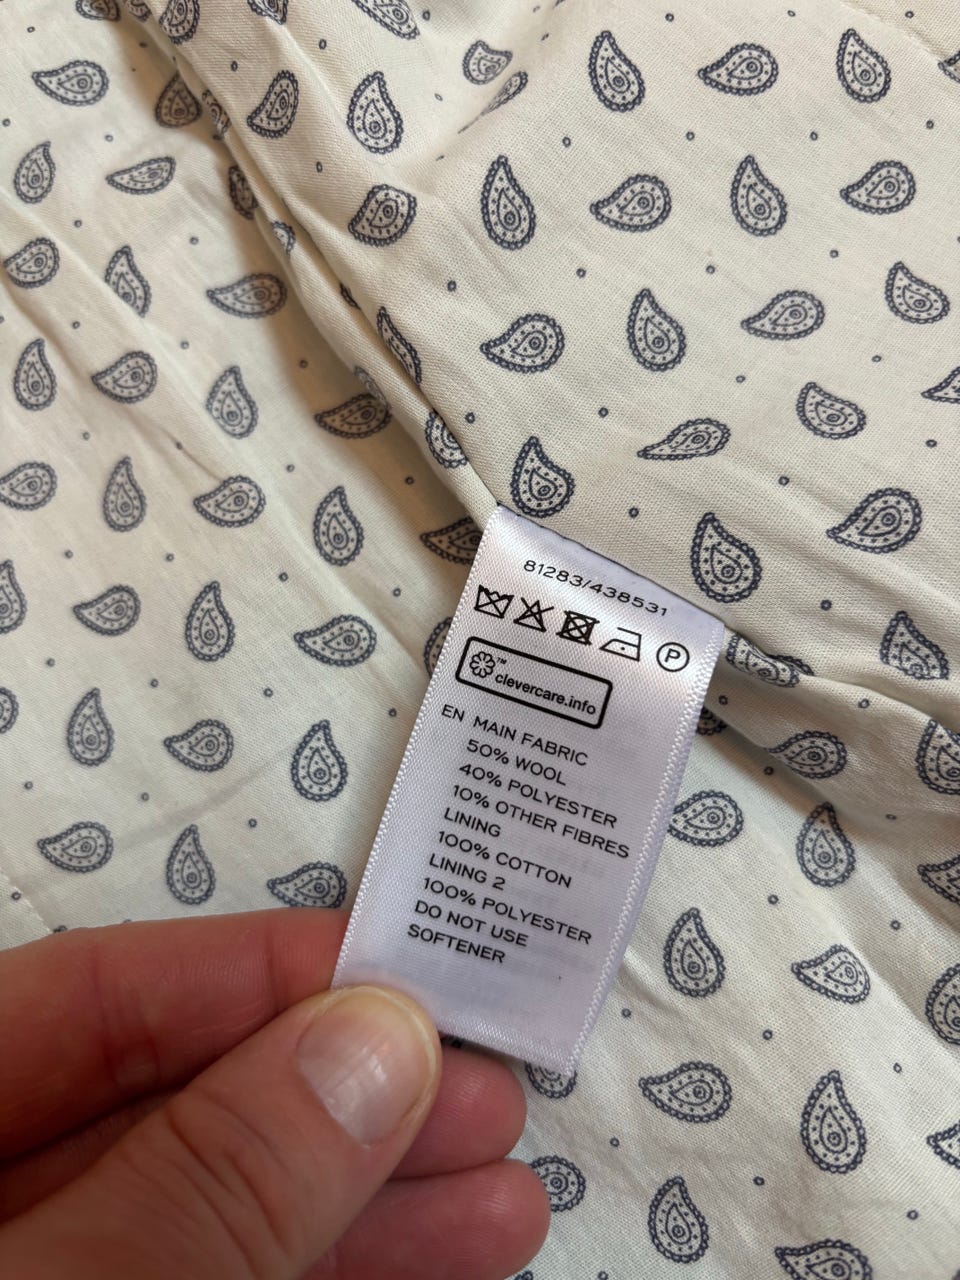 81283/438531
P
™
clevercare.info
EN MAIN FABRIC
50% WOOL
40% POLYESTER
10% OTHER FIBRES
LINING
100% COTTON
LINING 2
100% POLYESTER
DO NOT USE
SOFTENER